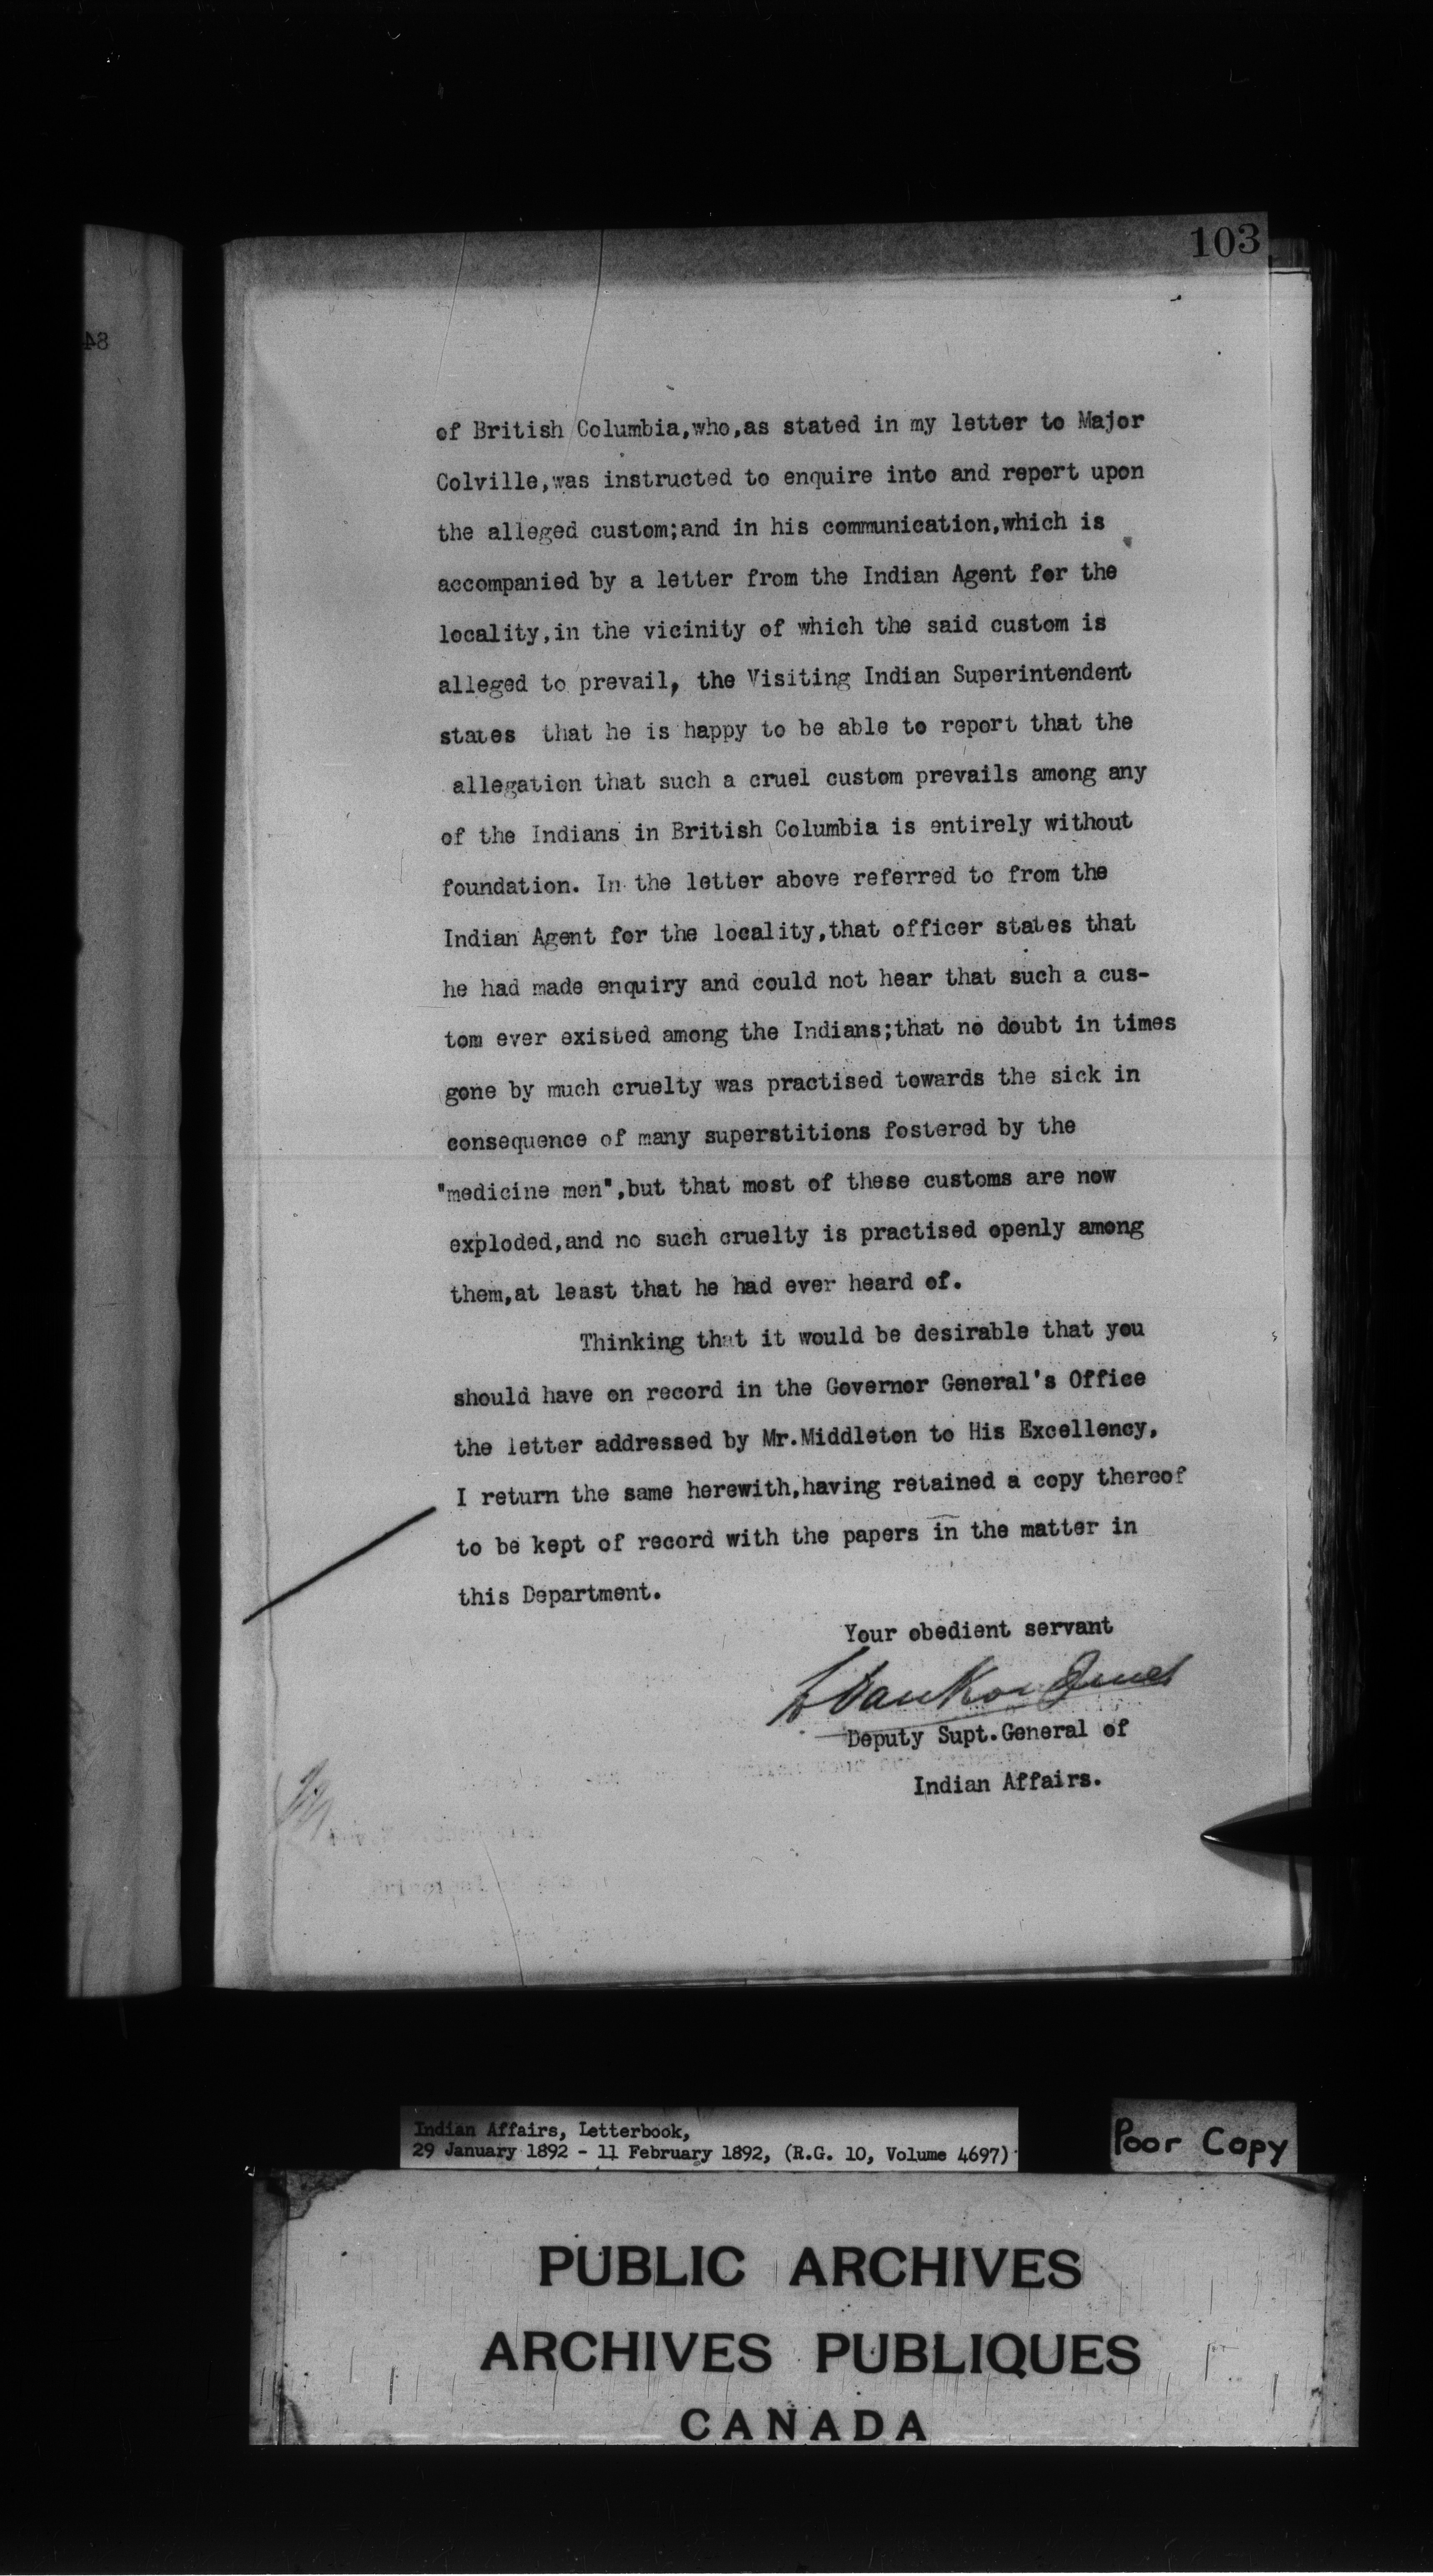 103
84
of British Columbia,who,as stated in my letter to Major
Colville,was instructed to enquire into and report upon
the alleged custom;and in his communication,which is
accompanied by a letter from the Indian Agent for the
locality,in the vicinity of which the said custom is
alleged to prevail, the Visiting Indian Superintendent
states that he is happy to be able to report that the
allegation that such a cruel custom prevails among any
of the Indians in British Columbia is entirely without
foundation. In the letter above referred to from the
Indian Agent for the locality,that officer states that
he had made enquiry and could not hear that such a cus-
tom ever existed among the Indians;that no doubt in times
gone by much cruelty was practised towards the sick in
consequence of many superstitions fostered by the
"medicine men",but that most of these customs are now
exploded,and no such cruelty is practised openly among
them,at least that he had ever heard of.
Thinking that it would be desirable that you
should have on record in the Governor General's Office
the letter addressed by Mr.Middleton to His Excellency,
I return the same herewith,having retained a copy thereof
to be kept of record with the papers in the matter in
this Department.
Your obedient servant
L Vankoughnet
Deputy Supt.General of
Indian Affairs.
Indian Affairs, Letterbook,
29 January 1892 - 11 February 1892, (R.G. 10, Volume 4697)
Poor Copy
PUBLIC ARCHIVES
ARCHIVES PUBLIQUES
CANADA